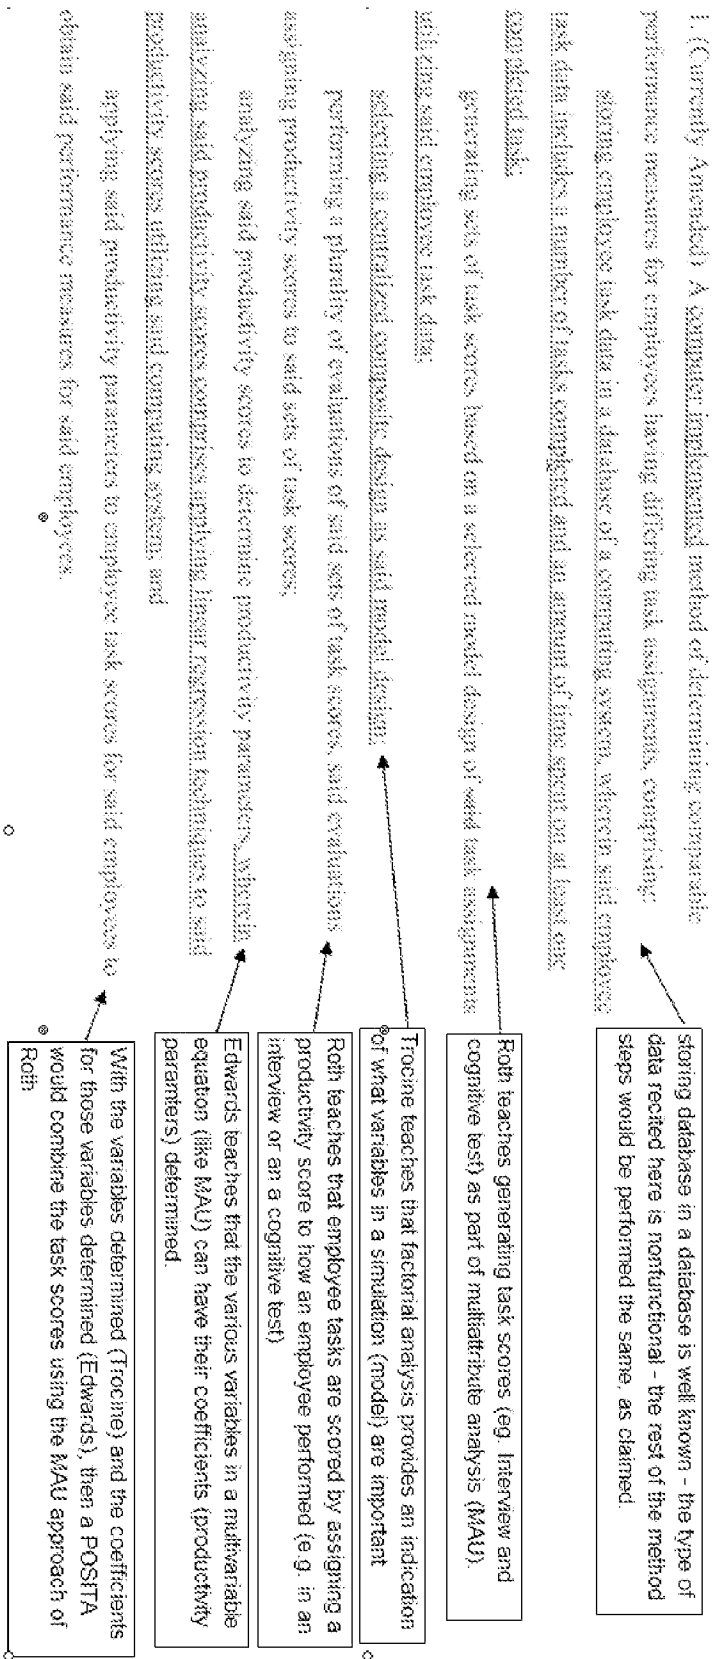 1. (Currently Amended) A computer implemented method of determining comparable
performance measures for employees having differing task assignments, comprising:
storing employee task data in a database of a computing system, wherein said employee
task data includes a number of tasks completed and an amount of time spent on at least one
completed task;
generating sets of task scores based on a selected model design of said task assignments
utilizing said employee task data;
selecting a centralized composite design as said model design;
performing a plurality of evaluations of said sets of task scores, said evaluations
assigning productivity scores to said sets of task scores;
analyzing said productivity scores to determine productivity parameters, wherein
analyzing said productivity scores comprises applying linear regression techniques to said
productivity scores utilizing said computing system; and
applying said productivity parameters to employee task scores for said employees to
obtain said performance measures for said employees.
storing database in a database is well known - the type of
data recited here is nonfunctional - the rest of the method
steps would be performed the same, as claimed.
Roth teaches generating task scores (eg. Interview and
cognitive test) as part of multiattribute analysis (MAU).
Trocine teaches that factorial analysis provides an indication
of what variables in a simulation (model) are important
Roth teaches that employee tasks are scored by assigning a
productivity score to how an employee performed (e.g. in an
interview or an a cognitive test)
Edwards teaches that the various variables in a multivariable
equation (like MAU) can have their coefficients (productivity
paramters) determined.
With the variables determined (Trocine) and the coefficients
for those variables determined (Edwards), then a POSITA
would combine the task scores using the MAU approach of
Roth